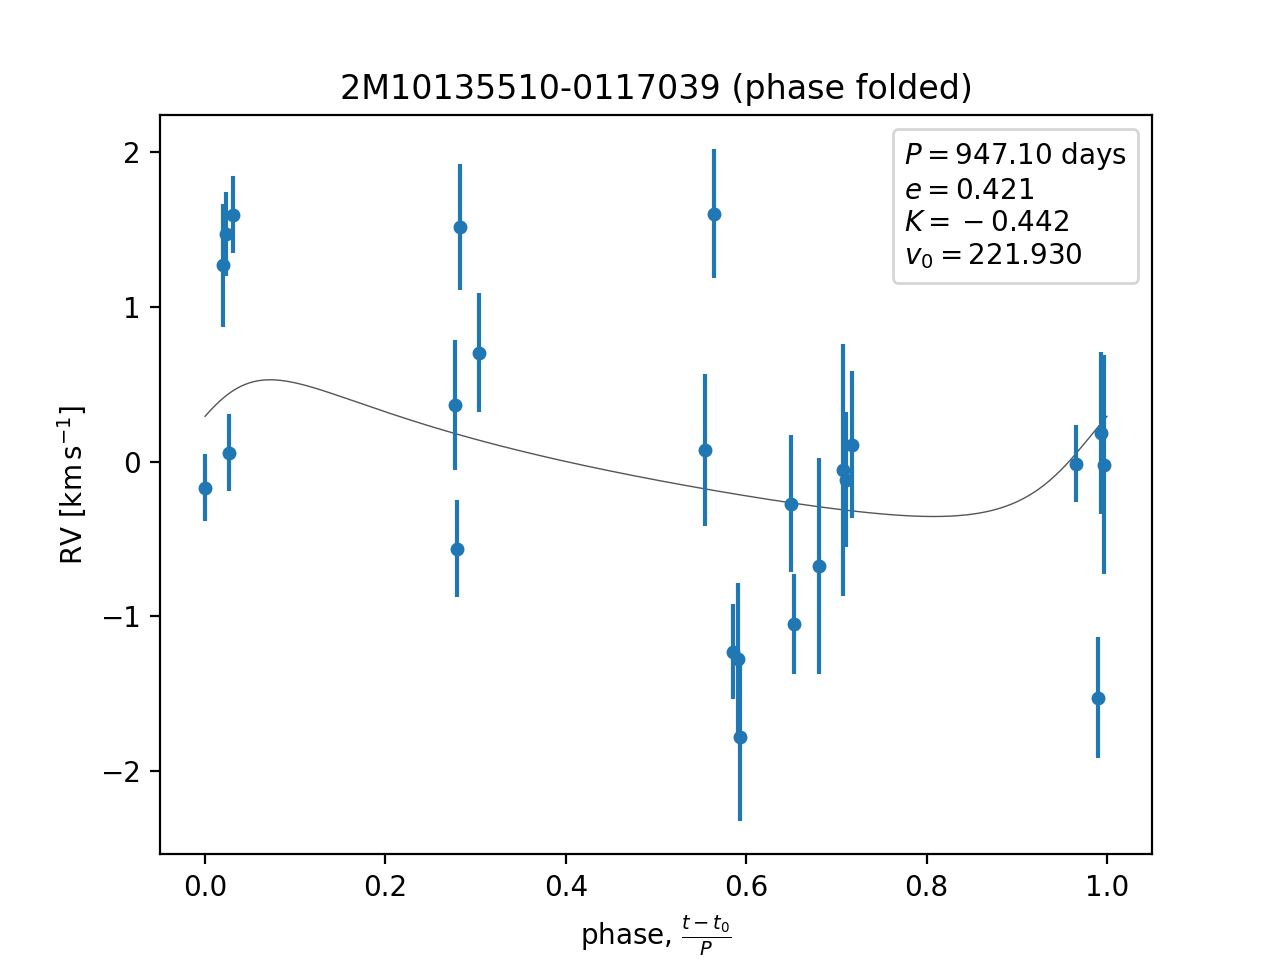 2M10135510-0117039 (phase folded)
P = 947.10 days
e = 0.421
K = −0.442
v₀ = 221.930
RV [km s⁻¹]
2
1
0
−1
−2
0.0 0.2 0.4 0.6 0.8 1.0
phase, (t − t₀)/P